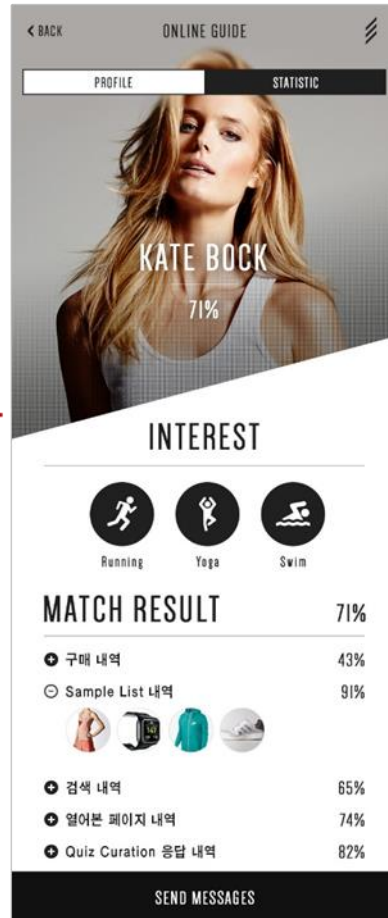 < BACK ONLINE GUIDE
PROFILE STATISTIC
KATE BOCK
71%
INTEREST
Running Yoga Swim
MATCH RESULT 71%
구매 내역 43%
Sample List 내역 91%
검색 내역 65%
열어본 페이지 내역 74%
Quiz Curation 응답 내역 82%
SEND MESSAGES